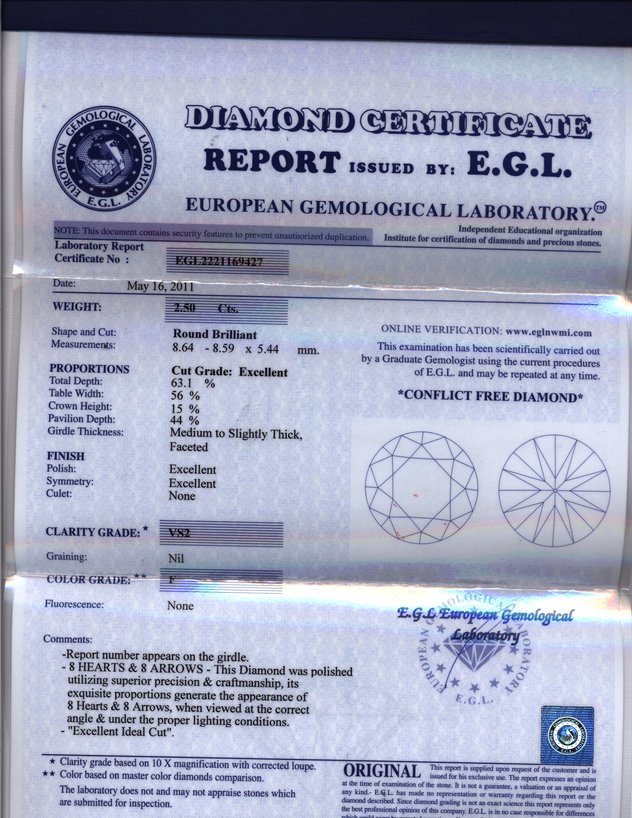 EUROPEAN GEMOLOGICAL LABORATORY
E.G.L.
DIAMOND CERTIFICATE
REPORT ISSUED BY: E.G.L.
EUROPEAN GEMOLOGICAL LABORATORY.™
NOTE: This document contains security features to prevent unauthorized duplication.
Independent Educational organization
Institute for certification of diamonds and precious stones.
Laboratory Report
Certificate No : EGL2221169427
Date: May 16, 2011
WEIGHT: 2.50 Cts.
Shape and Cut: Round Brilliant
Measurements: 8.64 - 8.59 x 5.44 mm.
PROPORTIONS Cut Grade: Excellent
Total Depth: 63.1 %
Table Width: 56 %
Crown Height: 15 %
Pavilion Depth: 44 %
Girdle Thickness: Medium to Slightly Thick,
Faceted
FINISH
Polish: Excellent
Symmetry: Excellent
Culet: None
ONLINE VERIFICATION: www.eglnwmi.com
This examination has been scientifically carried out
by a Graduate Gemologist using the current procedures
of E.G.L. and may be repeated at any time.
*CONFLICT FREE DIAMOND*
CLARITY GRADE: * VS2
Graining: Nil
COLOR GRADE: ** F
Fluorescence: None
E.G.L European Gemological
Laboratory
EUROPEAN GEMOLOGICAL LABORATORY
E.G.L.
Comments:
-Report number appears on the girdle.
- 8 HEARTS & 8 ARROWS - This Diamond was polished
utilizing superior precision & craftmanship, its
exquisite proportions generate the appearance of
8 Hearts & 8 Arrows, when viewed at the correct
angle & under the proper lighting conditions.
- "Excellent Ideal Cut".
* Clarity grade based on 10 X magnification with corrected loupe.
** Color based on master color diamonds comparison.
The laboratory does not and may not appraise stones which
are submitted for inspection.
ORIGINAL This report is supplied upon request of the customer and is
issued for his exclusive use. The report expresses an opinion
at the time of examination of the stone. It is not a guarantee, a valuation or an appraisal of
any kind.- E.G.L. has made no representation or warranty regarding this report or the
diamond described. Since diamond grading is not an exact science this report represents only
the best professional opinion of this company. E.G.L. is in no case responsible for differences